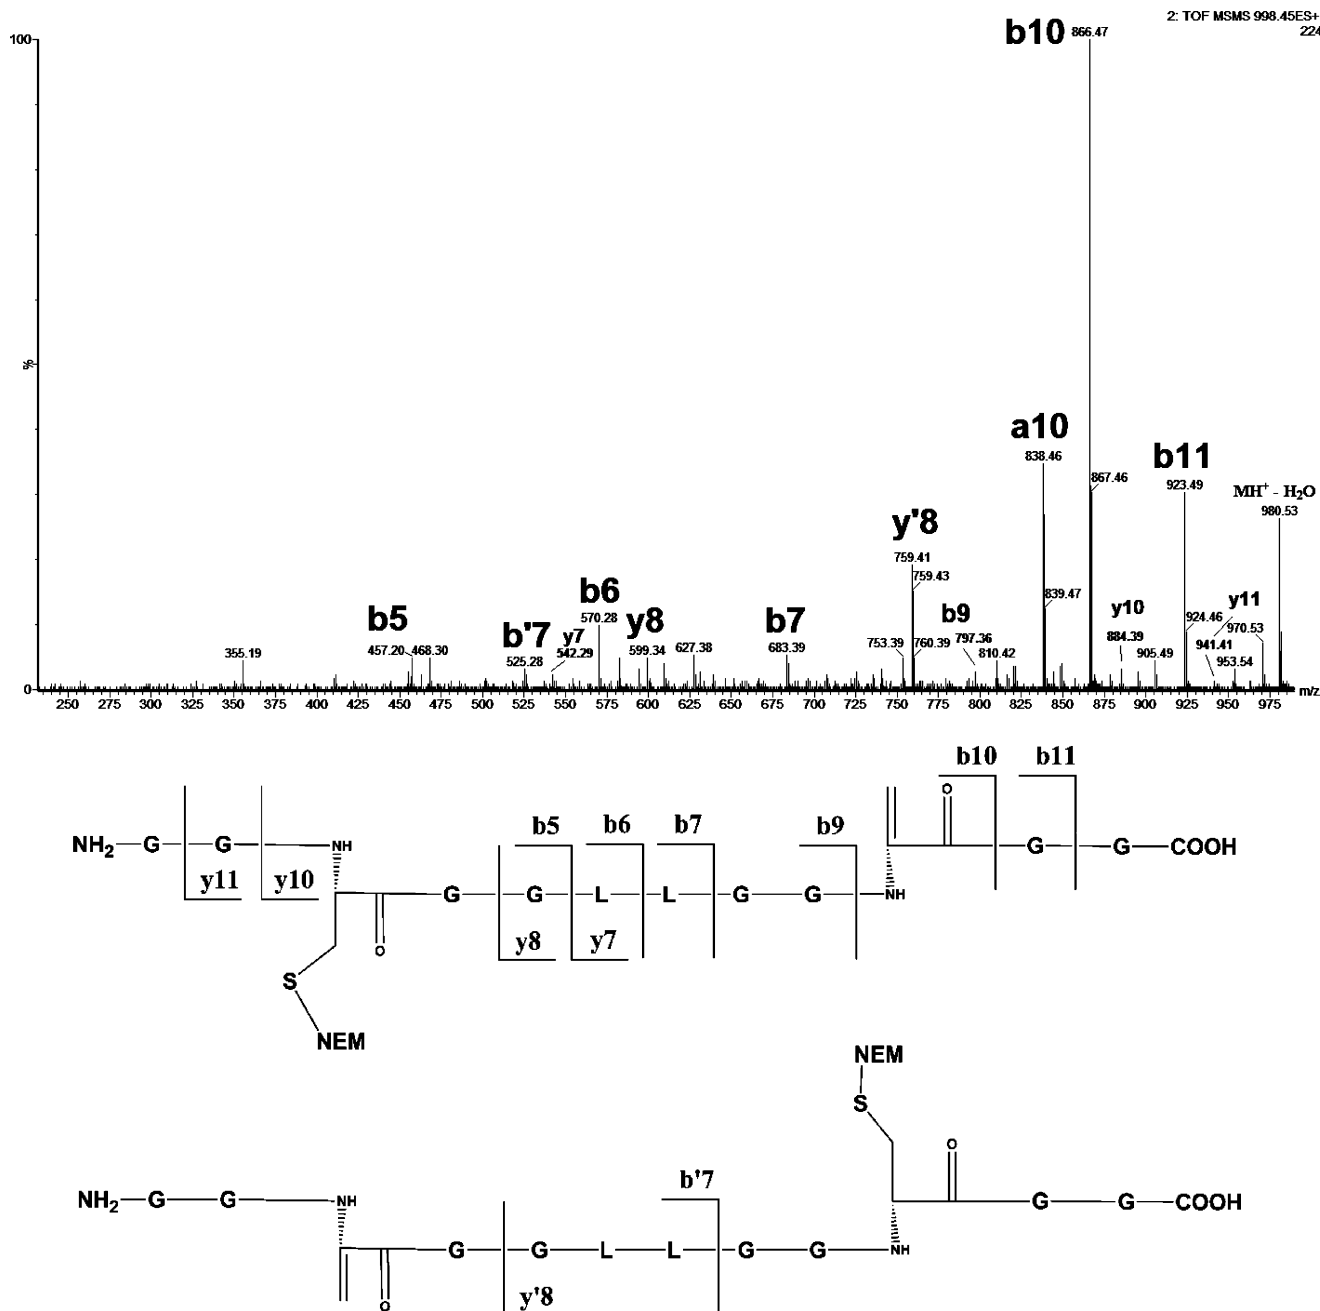 2: TOF MSMS 998.45ES+
224
b10 866.47
100
a10
838.46
b11
923.49
867.46
MH+ - H2O
980.53
%
y'8
759.41
759.43
839.47
b6
570.28
b5
b'7
y7
y8
b7
b9
y10
y11
924.46
970.53
355.19
457.20
468.30
525.28
542.29
599.34
627.38
683.39
753.39
760.39
797.36
810.42
884.39
905.49
941.41
953.54
0
m/z
250 275 300 325 350 375 400 425 450 475 500 525 550 575 600 625 650 675 700 725 750 775 800 825 850 875 900 925 950 975
b10 b11
O
b5 b6 b7 b9
NH2 G G NH G G COOH
y11 y10
G G L L G G NH
y8 y7
O
S
NEM
NEM
S
O
b'7
NH2 G G NH G G COOH
G G L L G G NH
y'8
O